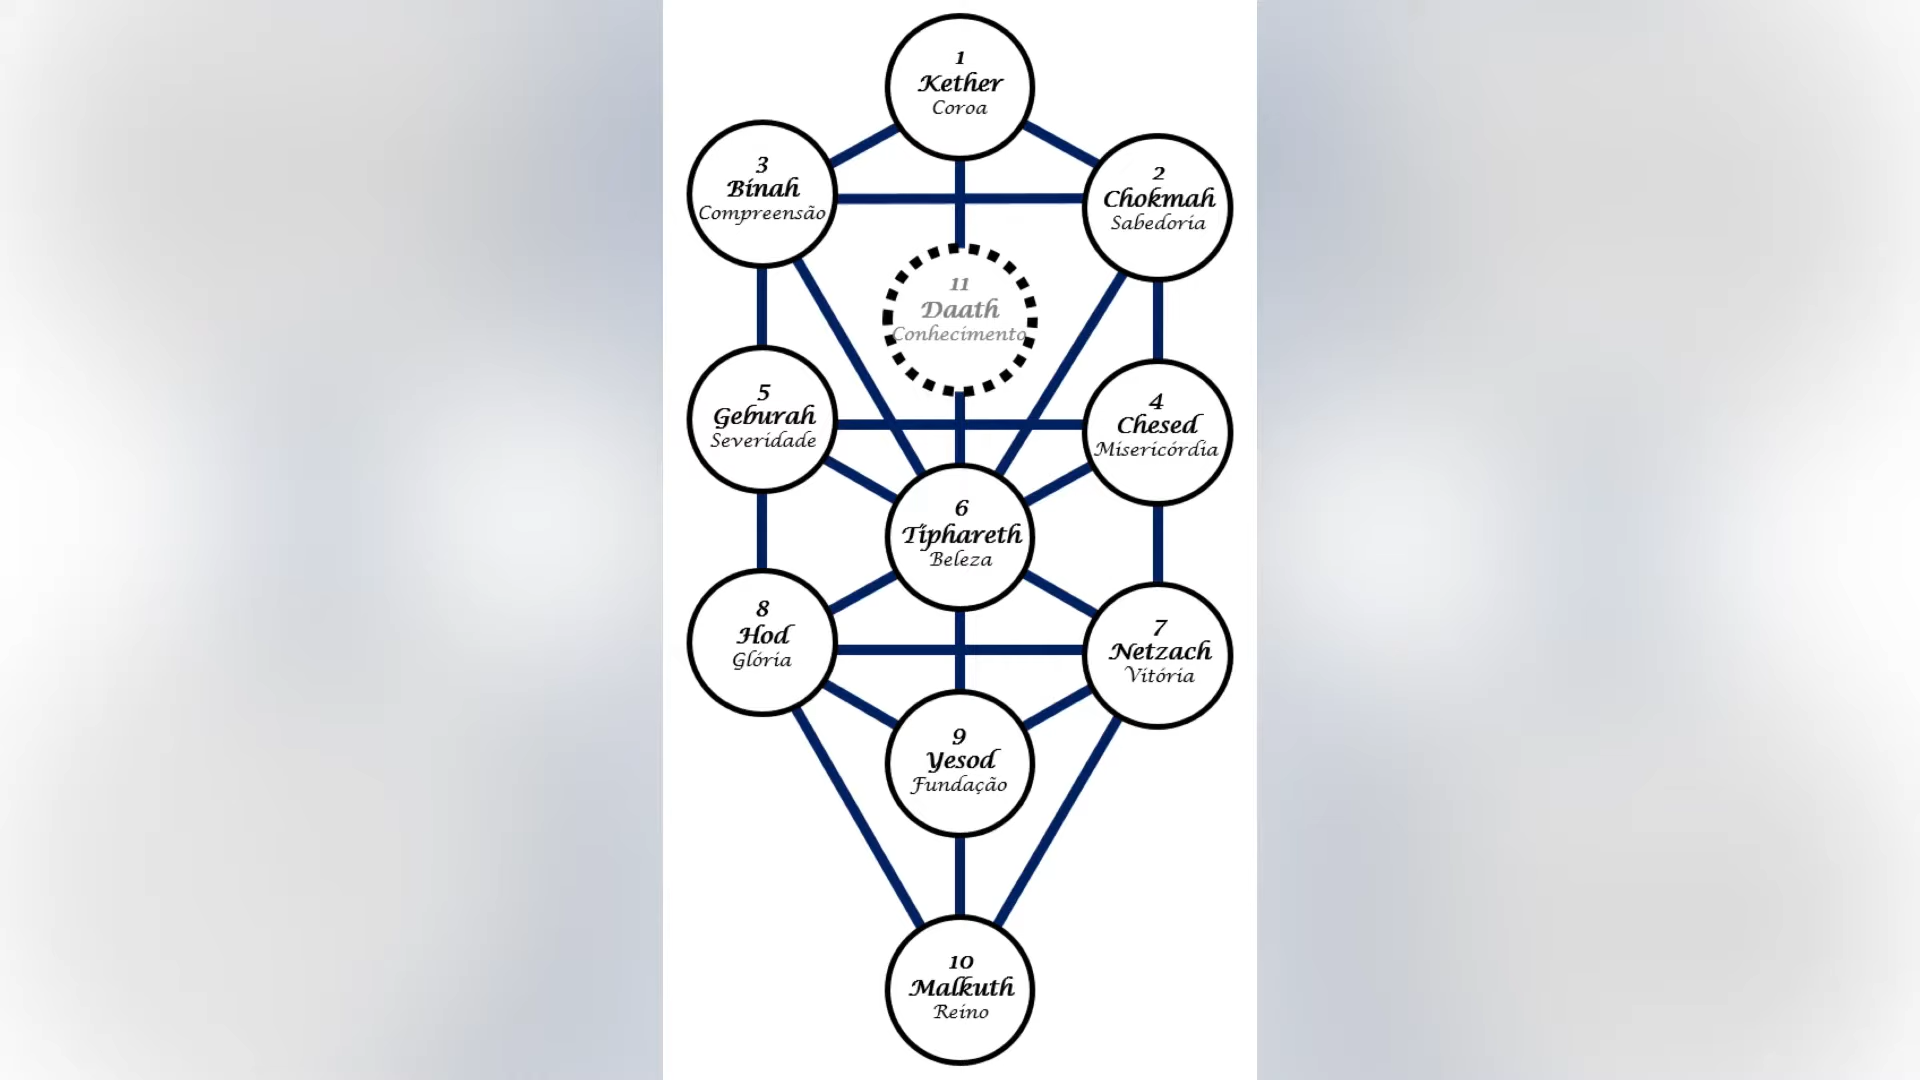 1
Kether
Coroa
3
Binah
Compreensão
2
Chokmah
Sabedoria
11
Daath
Conhecimento
5
Geburah
Severidade
4
Chesed
Misericórdia
6
Tiphareth
Beleza
8
Hod
Glória
7
Netzach
Vitória
9
Yesod
Fundação
10
Malkuth
Reino